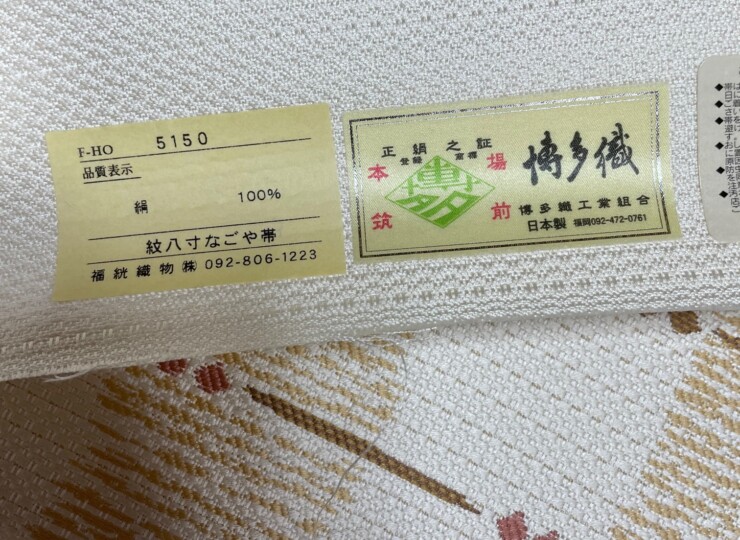 F-HO 5150
品質表示
絹 100%
紋八寸なごや帯
福絖織物㈱ 092-806-1223
正絹之証
登録 商標
本場
筑前
博多
博多織
博多織工業組合
日本製 福岡092-472-0761